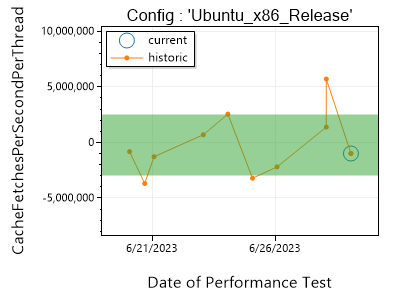 Config : 'Ubuntu_x86_Release'
CacheFetchesPerSecondPerThread
current
historic
10,000,000
5,000,000
0
-5,000,000
6/21/2023
6/26/2023
Date of Performance Test